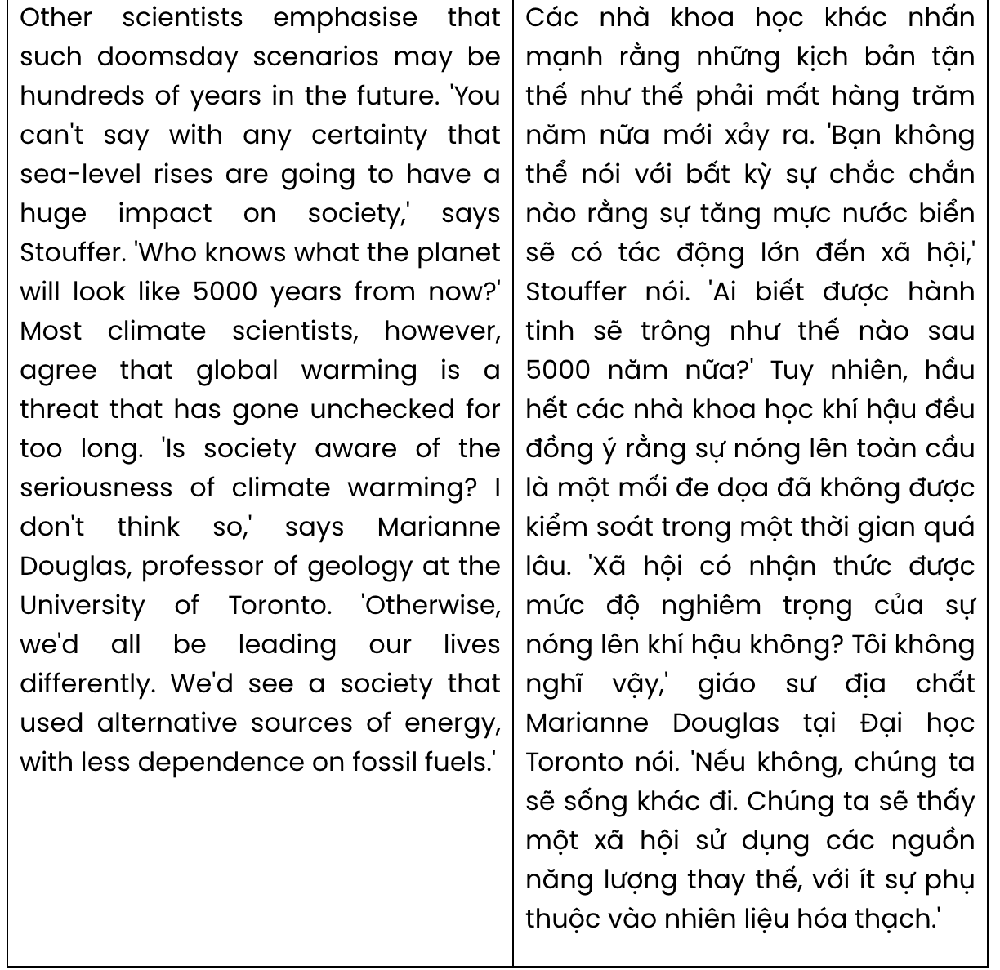 Other scientists emphasise that
such doomsday scenarios may be
hundreds of years in the future. 'You
can't say with any certainty that
sea-level rises are going to have a
huge impact on society,' says
Stouffer. 'Who knows what the planet
will look like 5000 years from now?'
Most climate scientists, however,
agree that global warming is a
threat that has gone unchecked for
too long. 'Is society aware of the
seriousness of climate warming? I
don't think so,' says Marianne
Douglas, professor of geology at the
University of Toronto. 'Otherwise,
we'd all be leading our lives
differently. We'd see a society that
used alternative sources of energy,
with less dependence on fossil fuels.'
Các nhà khoa học khác nhấn
mạnh rằng những kịch bản tận
thế như thế phải mất hàng trăm
năm nữa mới xảy ra. 'Bạn không
thể nói với bất kỳ sự chắc chắn
nào rằng sự tăng mực nước biển
sẽ có tác động lớn đến xã hội,'
Stouffer nói. 'Ai biết được hành
tinh sẽ trông như thế nào sau
5000 năm nữa?' Tuy nhiên, hầu
hết các nhà khoa học khí hậu đều
đồng ý rằng sự nóng lên toàn cầu
là một mối đe dọa đã không được
kiểm soát trong một thời gian quá
lâu. 'Xã hội có nhận thức được
mức độ nghiêm trọng của sự
nóng lên khí hậu không? Tôi không
nghĩ vậy,' giáo sư địa chất
Marianne Douglas tại Đại học
Toronto nói. 'Nếu không, chúng ta
sẽ sống khác đi. Chúng ta sẽ thấy
một xã hội sử dụng các nguồn
năng lượng thay thế, với ít sự phụ
thuộc vào nhiên liệu hóa thạch.'